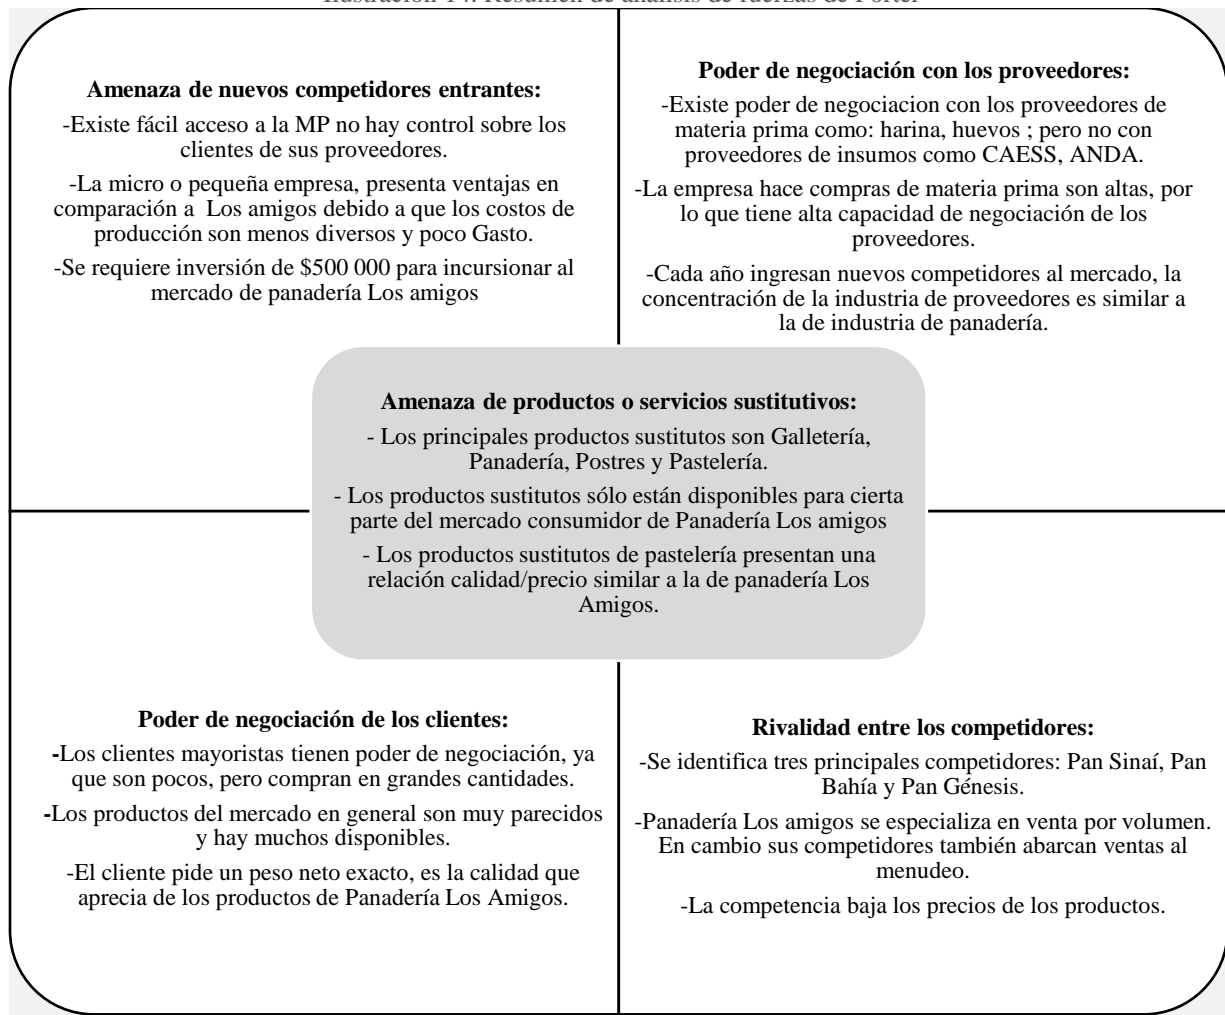 Ilustración 14. Resumen de análisis de fuerzas de Porter
Amenaza de nuevos competidores entrantes:
-Existe fácil acceso a la MP no hay control sobre los
clientes de sus proveedores.
-La micro o pequeña empresa, presenta ventajas en
comparación a  Los amigos debido a que los costos de
producción son menos diversos y poco Gasto.
-Se requiere inversión de $500 000 para incursionar al
mercado de panadería Los amigos
Poder de negociación con los proveedores:
-Existe poder de negociacion con los proveedores de
materia prima como: harina, huevos ; pero no con
proveedores de insumos como CAESS, ANDA.
-La empresa hace compras de materia prima son altas, por
lo que tiene alta capacidad de negociación de los
proveedores.
-Cada año ingresan nuevos competidores al mercado, la
concentración de la industria de proveedores es similar a
la de industria de panadería.
Amenaza de productos o servicios sustitutivos:
- Los principales productos sustitutos son Galletería,
Panadería, Postres y Pastelería.
- Los productos sustitutos sólo están disponibles para cierta
parte del mercado consumidor de Panadería Los amigos
- Los productos sustitutos de pastelería presentan una
relación calidad/precio similar a la de panadería Los
Amigos.
Poder de negociación de los clientes:
-Los clientes mayoristas tienen poder de negociación, ya
que son pocos, pero compran en grandes cantidades.
-Los productos del mercado en general son muy parecidos
y hay muchos disponibles.
-El cliente pide un peso neto exacto, es la calidad que
aprecia de los productos de Panadería Los Amigos.
Rivalidad entre los competidores:
-Se identifica tres principales competidores: Pan Sinaí, Pan
Bahía y Pan Génesis.
-Panadería Los amigos se especializa en venta por volumen.
En cambio sus competidores también abarcan ventas al
menudeo.
-La competencia baja los precios de los productos.